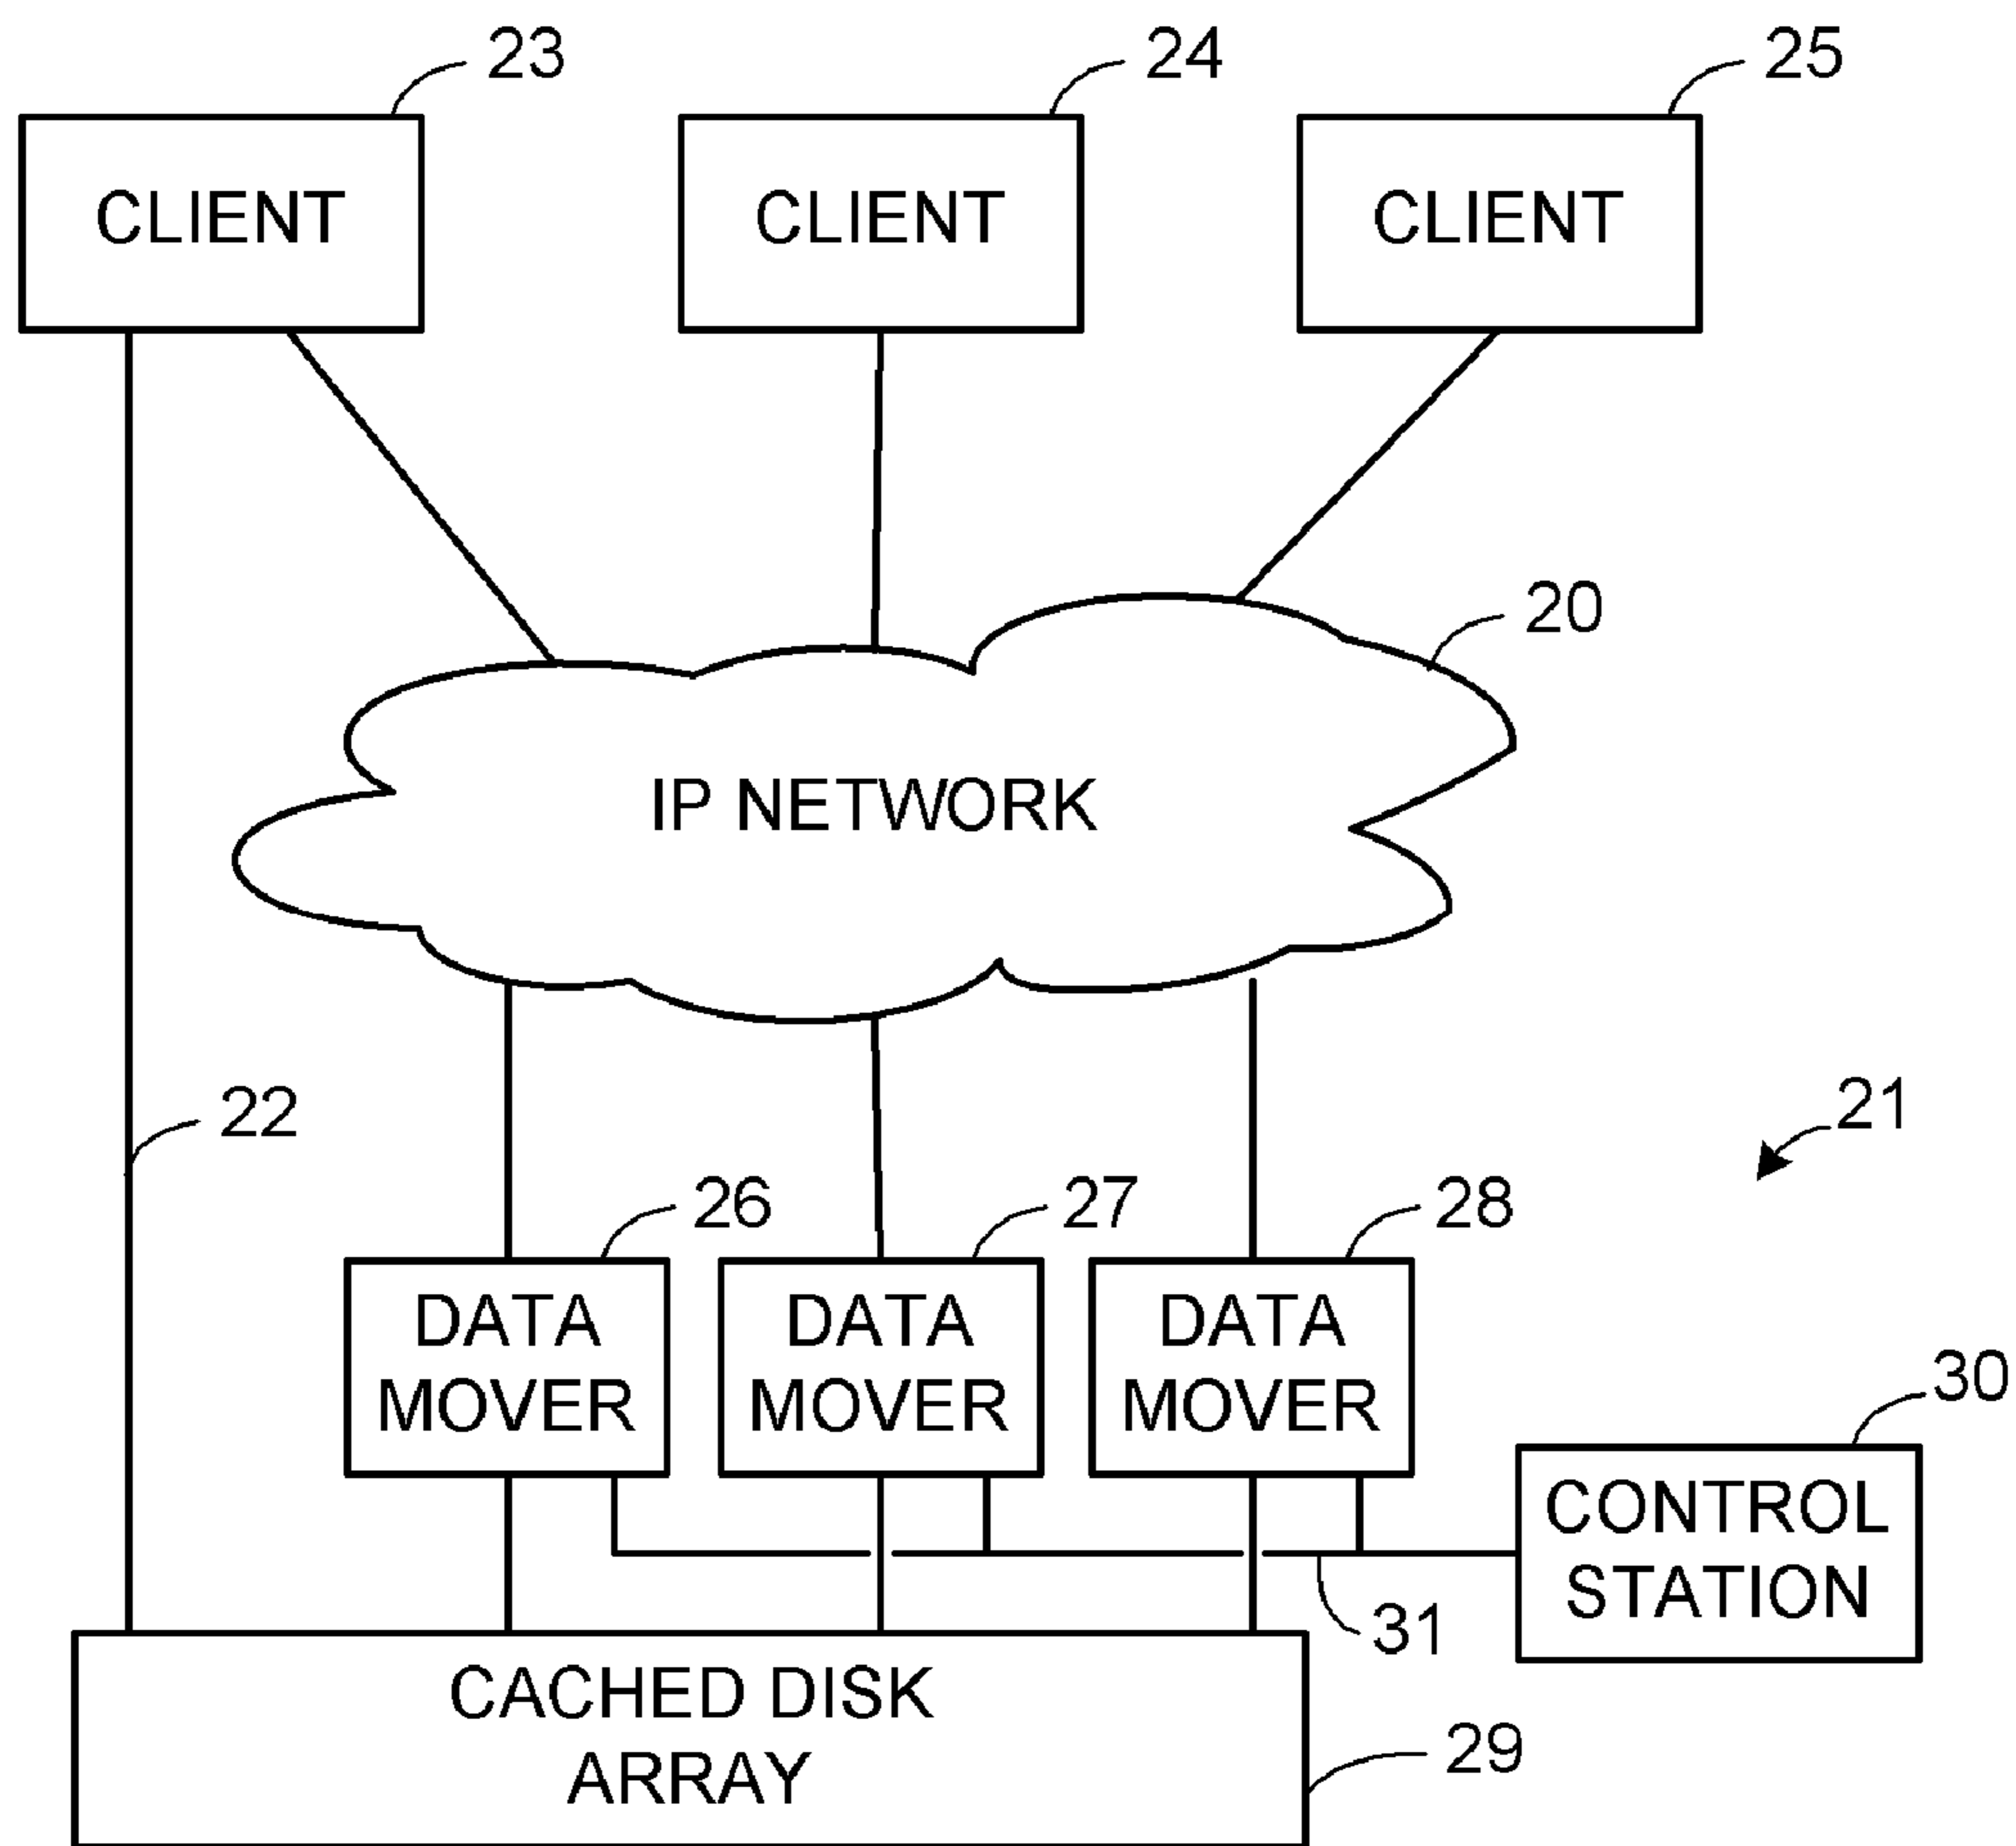 23
24
25
CLIENT
CLIENT
CLIENT
20
IP NETWORK
22
21
26
27
28
DATA
MOVER
DATA
MOVER
DATA
MOVER
30
CONTROL
STATION
31
CACHED DISK
ARRAY
29